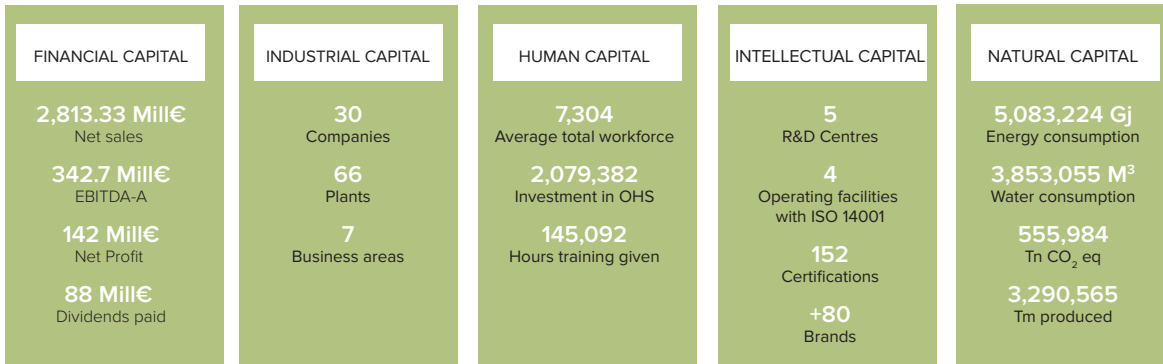 FINANCIAL CAPITAL
2,813.33 Mill€
Net sales
342.7 Mill€
EBITDA-A
142 Mill€
Net Profit
88 Mill€
Dividends paid
INDUSTRIAL CAPITAL
30
Companies
66
Plants
7
Business areas
HUMAN CAPITAL
7,304
Average total workforce
2,079,382
Investment in OHS
145,092
Hours training given
INTELLECTUAL CAPITAL
5
R&D Centres
4
Operating facilities
with ISO 14001
152
Certifications
+80
Brands
NATURAL CAPITAL
5,083,224 Gj
Energy consumption
3,853,055 M³
Water consumption
555,984
Tn CO₂ eq
3,290,565
Tm produced